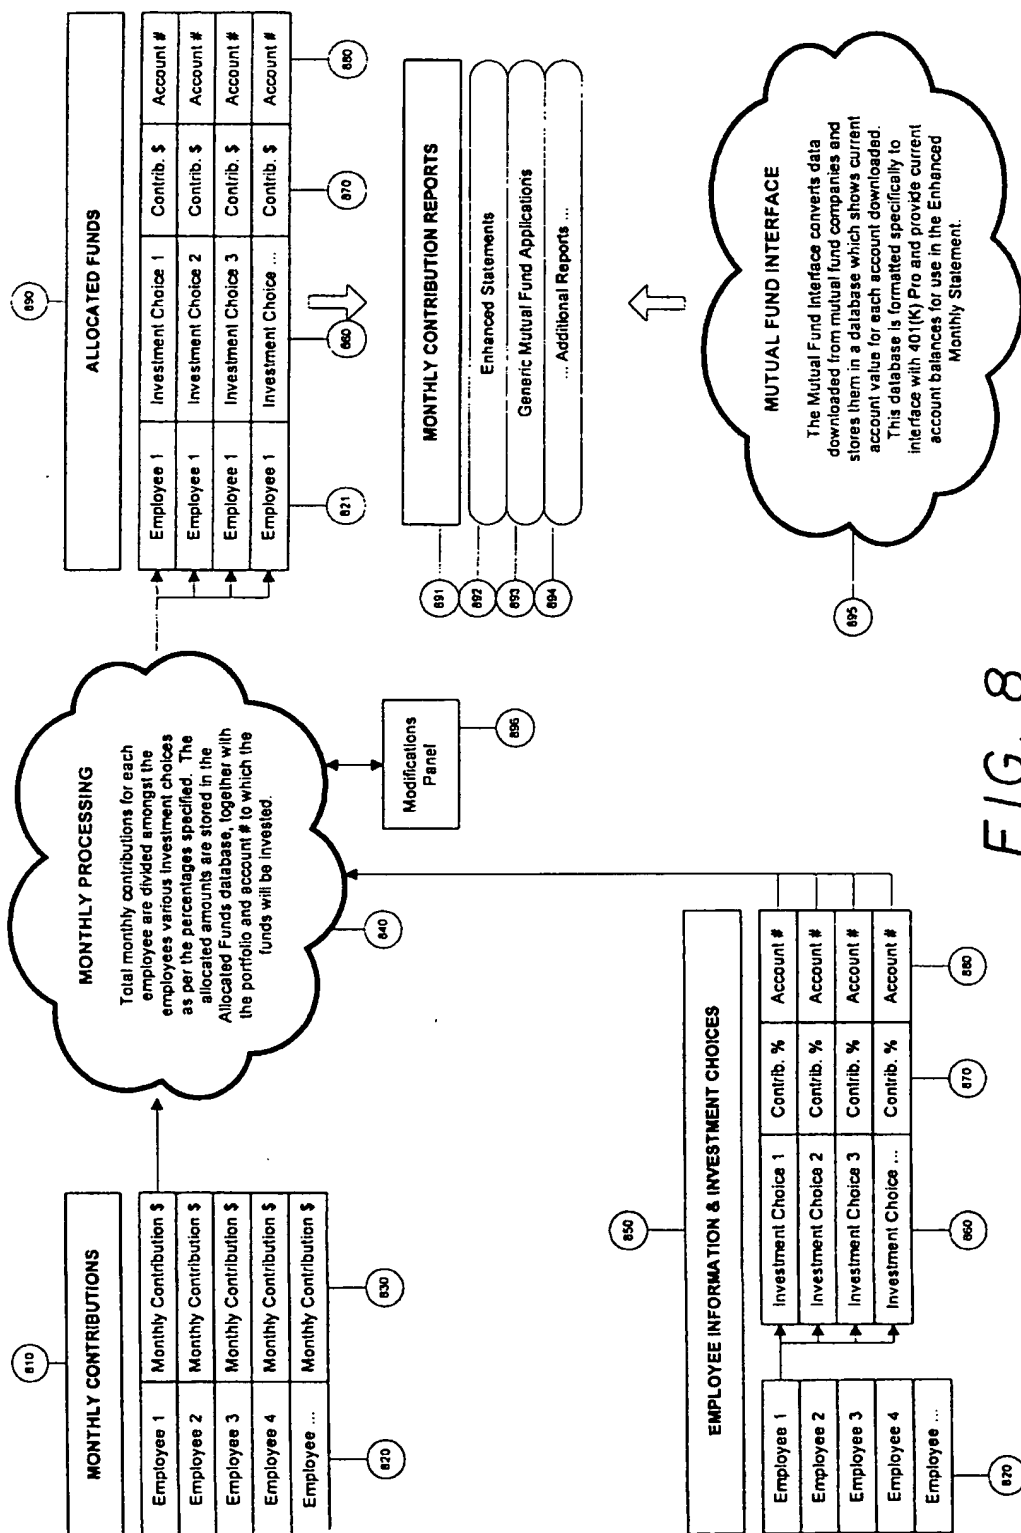 MONTHLY CONTRIBUTIONS
810
Employee 1 Monthly Contribution $
Employee 2 Monthly Contribution $
Employee 3 Monthly Contribution $
Employee 4 Monthly Contribution $
Employee ... Monthly Contribution $
820
830
MONTHLY PROCESSING
Total monthly contributions for each
employee are divided amongst the
employees various investment choices
as per the percentages specified. The
allocated amounts are stored in the
Allocated Funds database, together with
the portfolio and account # to which the
funds will be invested.
840
Modifications
Panel
896
890
ALLOCATED FUNDS
Employee 1 Investment Choice 1 Contrib. $ Account #
Employee 1 Investment Choice 2 Contrib. $ Account #
Employee 1 Investment Choice 3 Contrib. $ Account #
Employee 1 Investment Choice ... Contrib. $ Account #
821
860
870
880
MONTHLY CONTRIBUTION REPORTS
891
Enhanced Statements
892
Generic Mutual Fund Applications
893
... Additional Reports ...
894
850
EMPLOYEE INFORMATION & INVESTMENT CHOICES
Employee 1
Employee 2
Employee 3
Employee 4
Employee ...
820
Investment Choice 1 Contrib. % Account #
Investment Choice 2 Contrib. % Account #
Investment Choice 3 Contrib. % Account #
Investment Choice ... Contrib. % Account #
860
870
880
MUTUAL FUND INTERFACE
The Mutual Fund Interface converts data
downloaded from mutual fund companies and
stores them in a database which shows current
account value for each account downloaded.
This database is formatted specifically to
interface with 401(K) Pro and provide current
account balances for use in the Enhanced
Monthly Statement.
895
FIG. 8